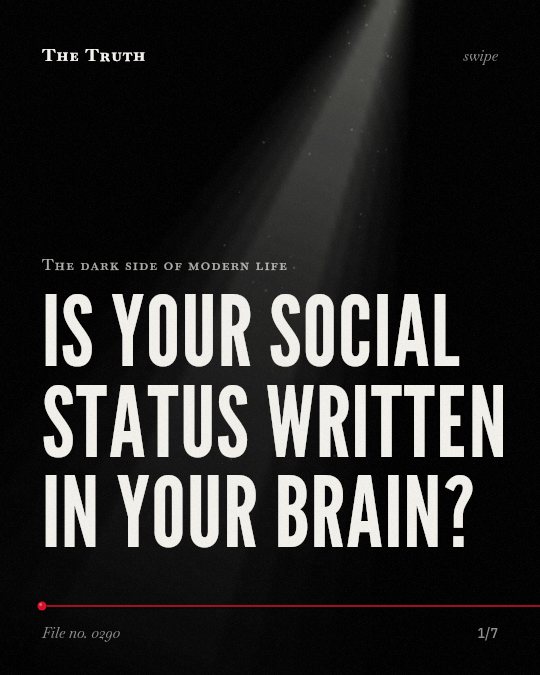 The Truth
swipe
The dark side of modern life
IS YOUR SOCIAL
STATUS WRITTEN
IN YOUR BRAIN?
File no. 0290
1/7